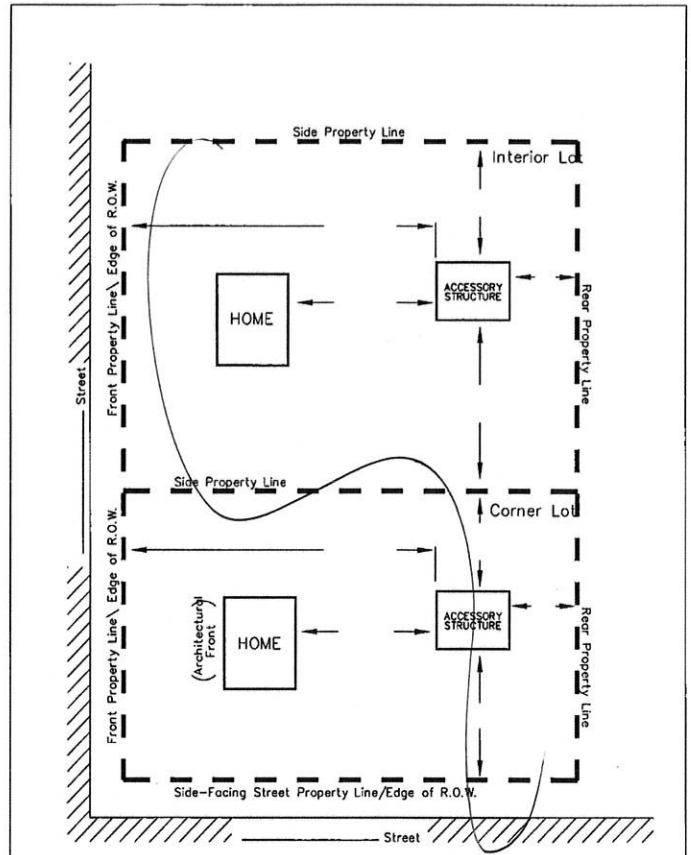 Side Property Line
Interior Lot
Front Property Line\ Edge of R.O.W.
HOME
ACCESSORY
STRUCTURE
Rear Property Line
Street
Side Property Line
Corner Lot
Front Property Line\ Edge of R.O.W.
(Architectural
Front)
HOME
ACCESSORY
STRUCTURE
Rear Property Line
Side-Facing Street Property Line/Edge of R.O.W.
Street